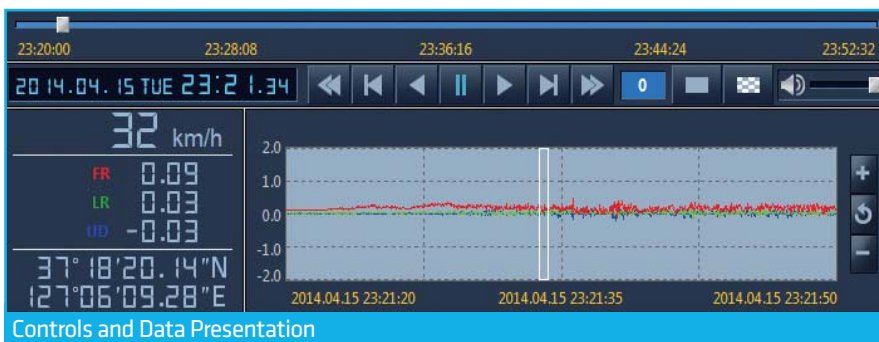 23:20:00 23:28:08 23:36:16 23:44:24 23:52:32
2014.04.15 TUE 23:21.34 0
32 km/h
FR 0.09
LR 0.03
UD -0.03
37°18'20.14"N
127°06'09.28"E
2.0
1.0
0.0
-1.0
-2.0
2014.04.15 23:21:20 2014.04.15 23:21:35 2014.04.15 23:21:50
+
-
Controls and Data Presentation